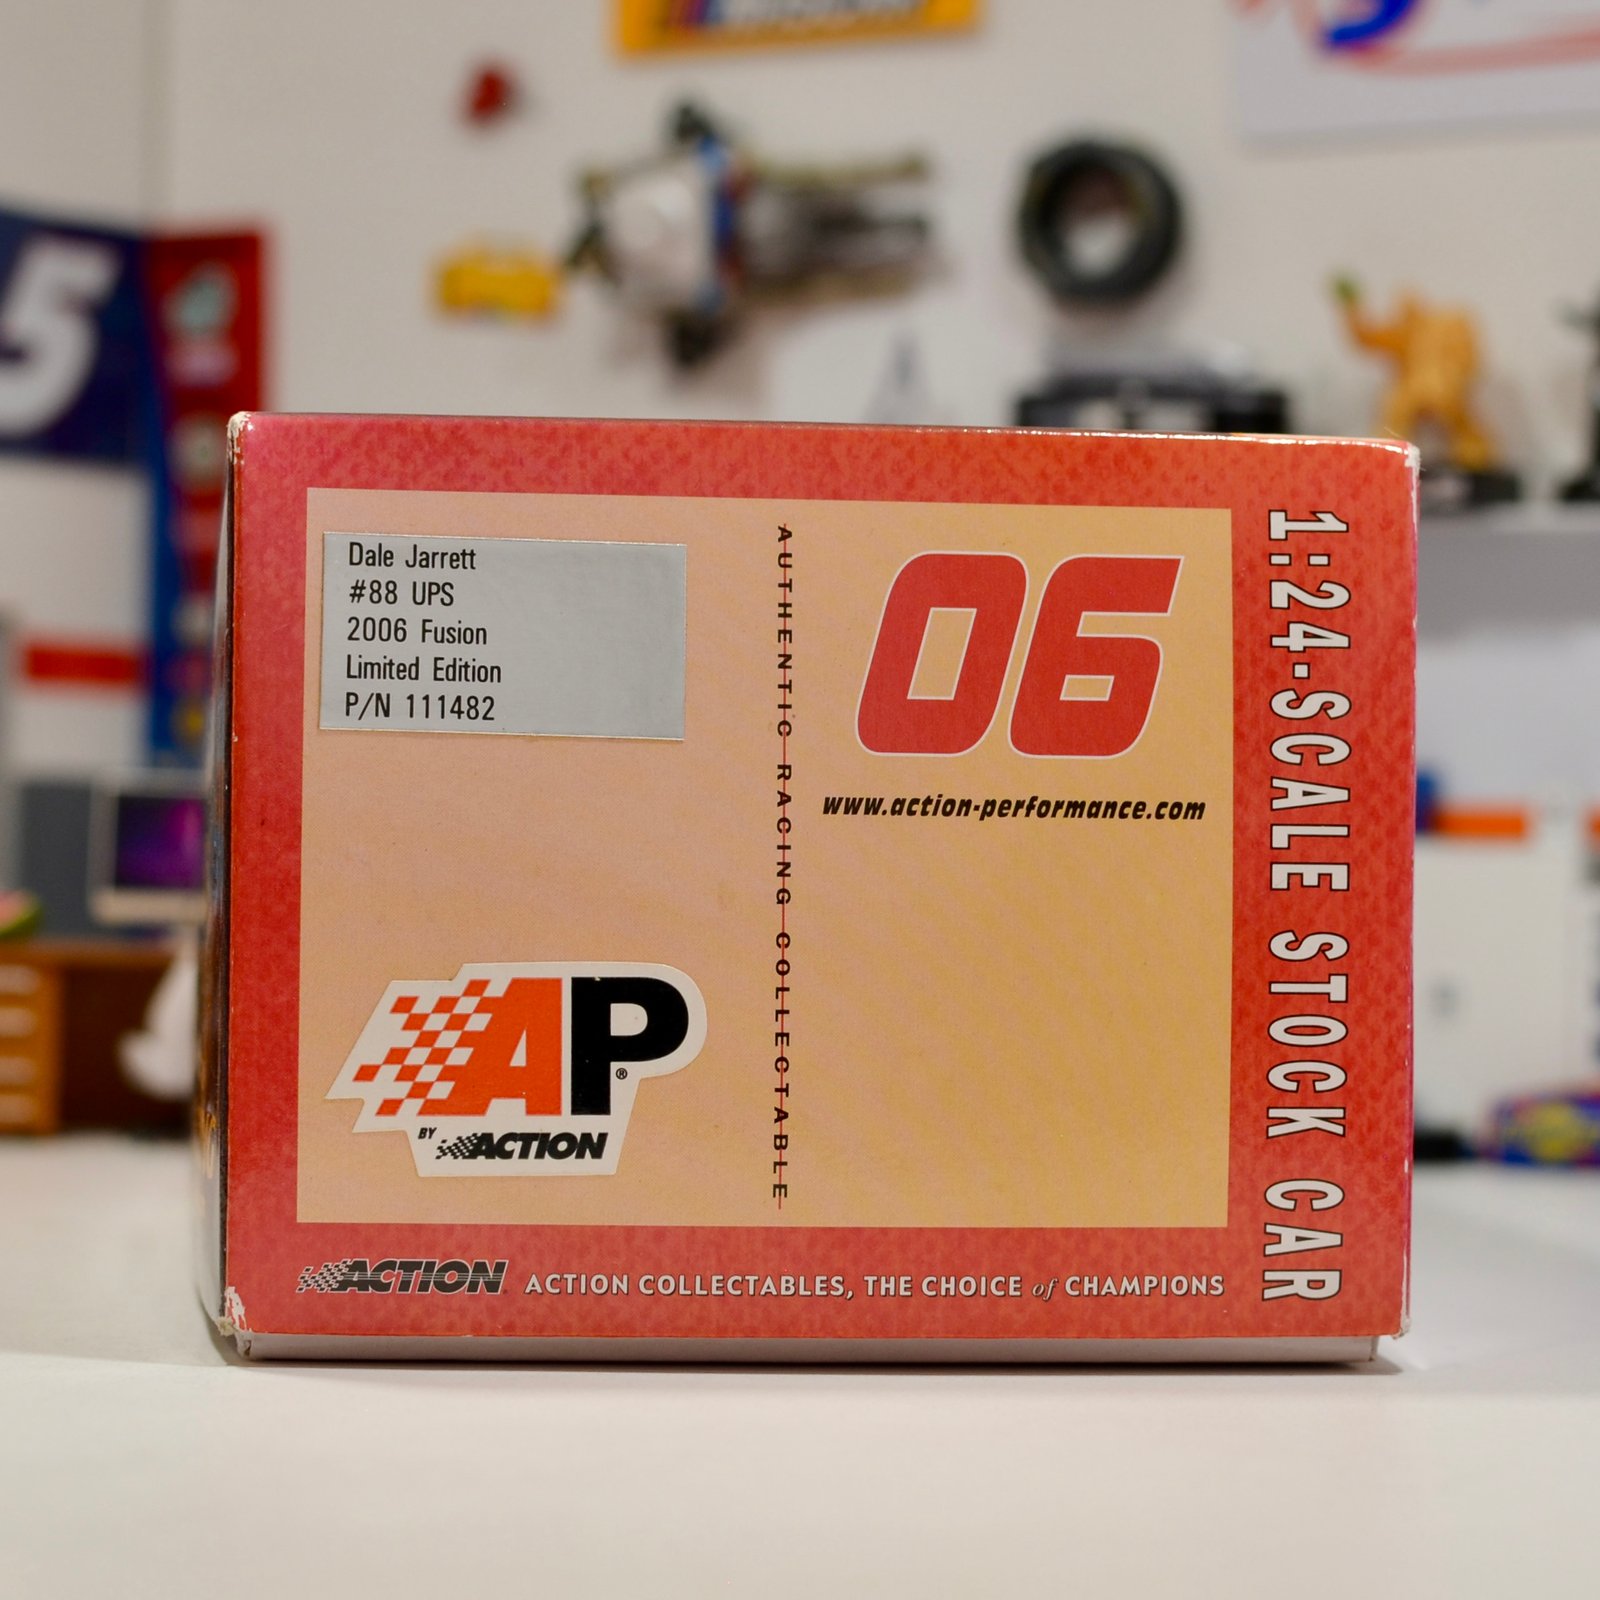 5
Dale Jarrett
#88 UPS
2006 Fusion
Limited Edition
P/N 111482
AUTHENTIC RACING COLLECTABLE
06
www.action-performance.com
1:24-SCALE STOCK CAR
AP®
BY ACTION
ACTION ACTION COLLECTABLES, THE CHOICE of CHAMPIONS